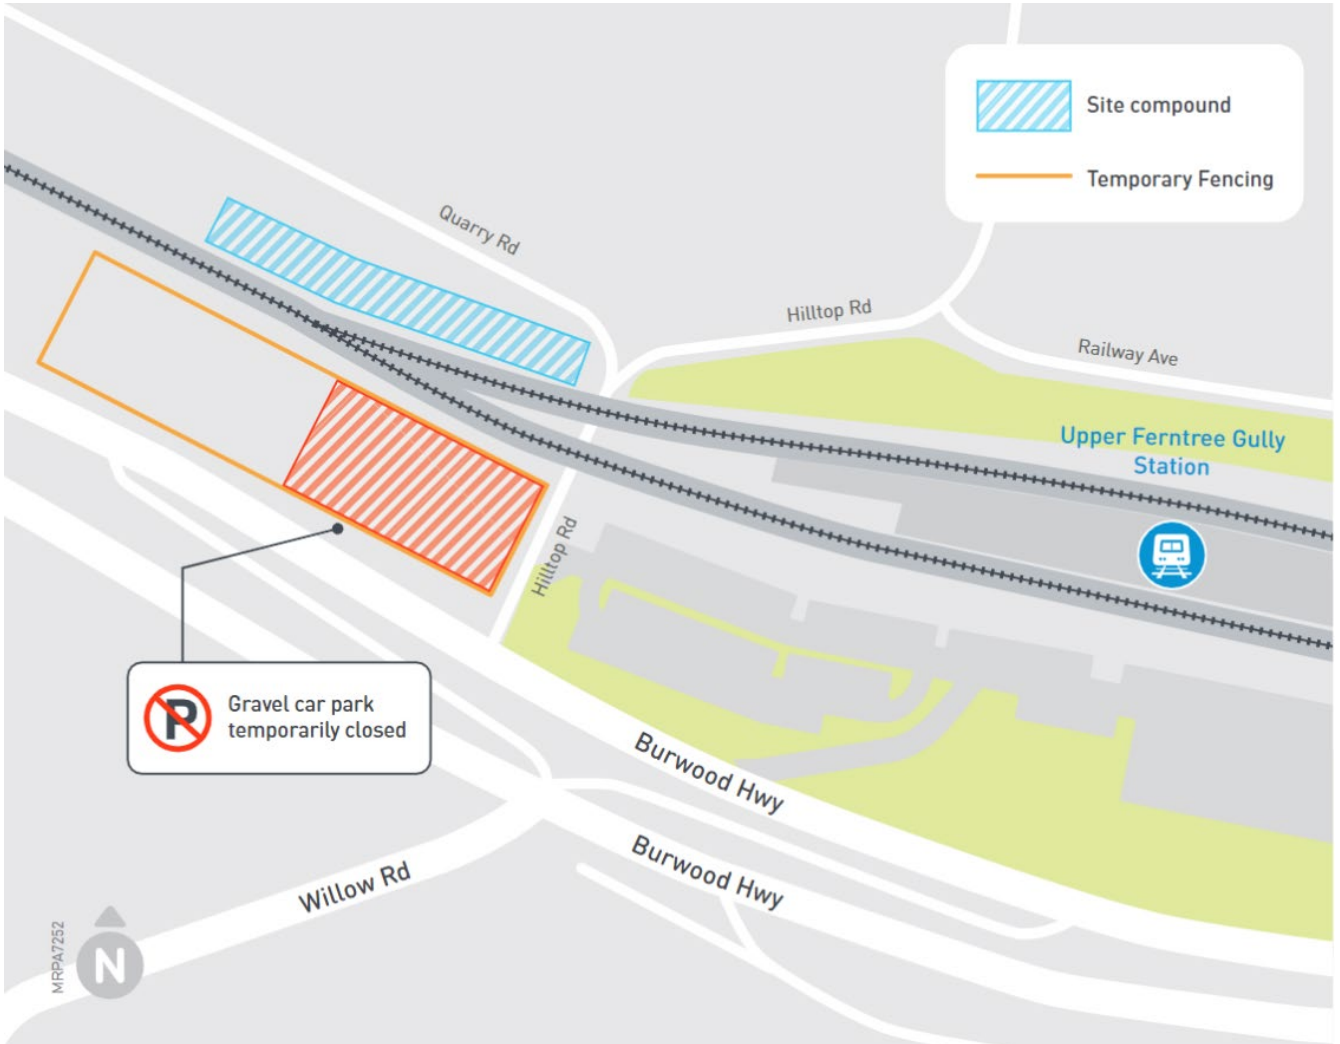 Site compound
Temporary Fencing
Quarry Rd
Hilltop Rd
Railway Ave
Upper Ferntree Gully
Station
Hilltop Rd
P
Gravel car park
temporarily closed
Burwood Hwy
Burwood Hwy
Willow Rd
MRPA7252
N